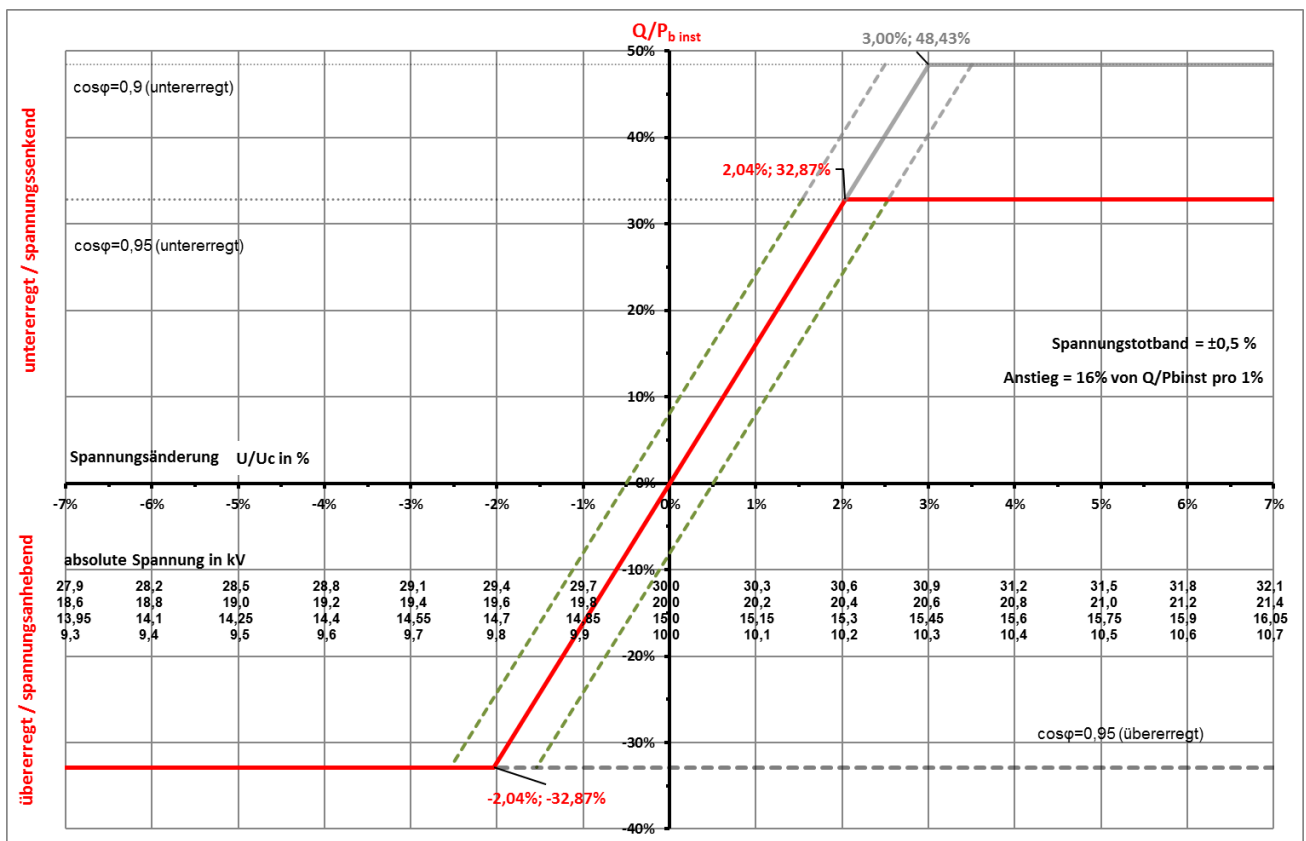 Q/Pb inst
3,00%; 48,43%
50%
cosφ=0,9 (untererregt)
40%
2,04%; 32,87%
30%
cosφ=0,95 (untererregt)
20%
Spannungstotband = ±0,5 %
Anstieg = 16% von Q/Pbinst pro 1%
10%
untererregt / spannungssenkend
Spannungsänderung U/Uc in %
0%
-7% -6% -5% -4% -3% -2% -1% 0% 1% 2% 3% 4% 5% 6% 7%
absolute Spannung in kV
-10%
27,9 28,2 28,5 28,8 29,1 29,4 29,7 30,0 30,3 30,6 30,9 31,2 31,5 31,8 32,1
18,6 18,8 19,0 19,2 19,4 19,6 19,8 20,0 20,2 20,4 20,6 20,8 21,0 21,2 21,4
13,95 14,1 14,25 14,4 14,55 14,7 14,85 15,0 15,15 15,3 15,45 15,6 15,75 15,9 16,05
9,3 9,4 9,5 9,6 9,7 9,8 9,9 10,0 10,1 10,2 10,3 10,4 10,5 10,6 10,7
-20%
übererregt / spannungsanhebend
cosφ=0,95 (übererregt)
-30%
-2,04%; -32,87%
-40%